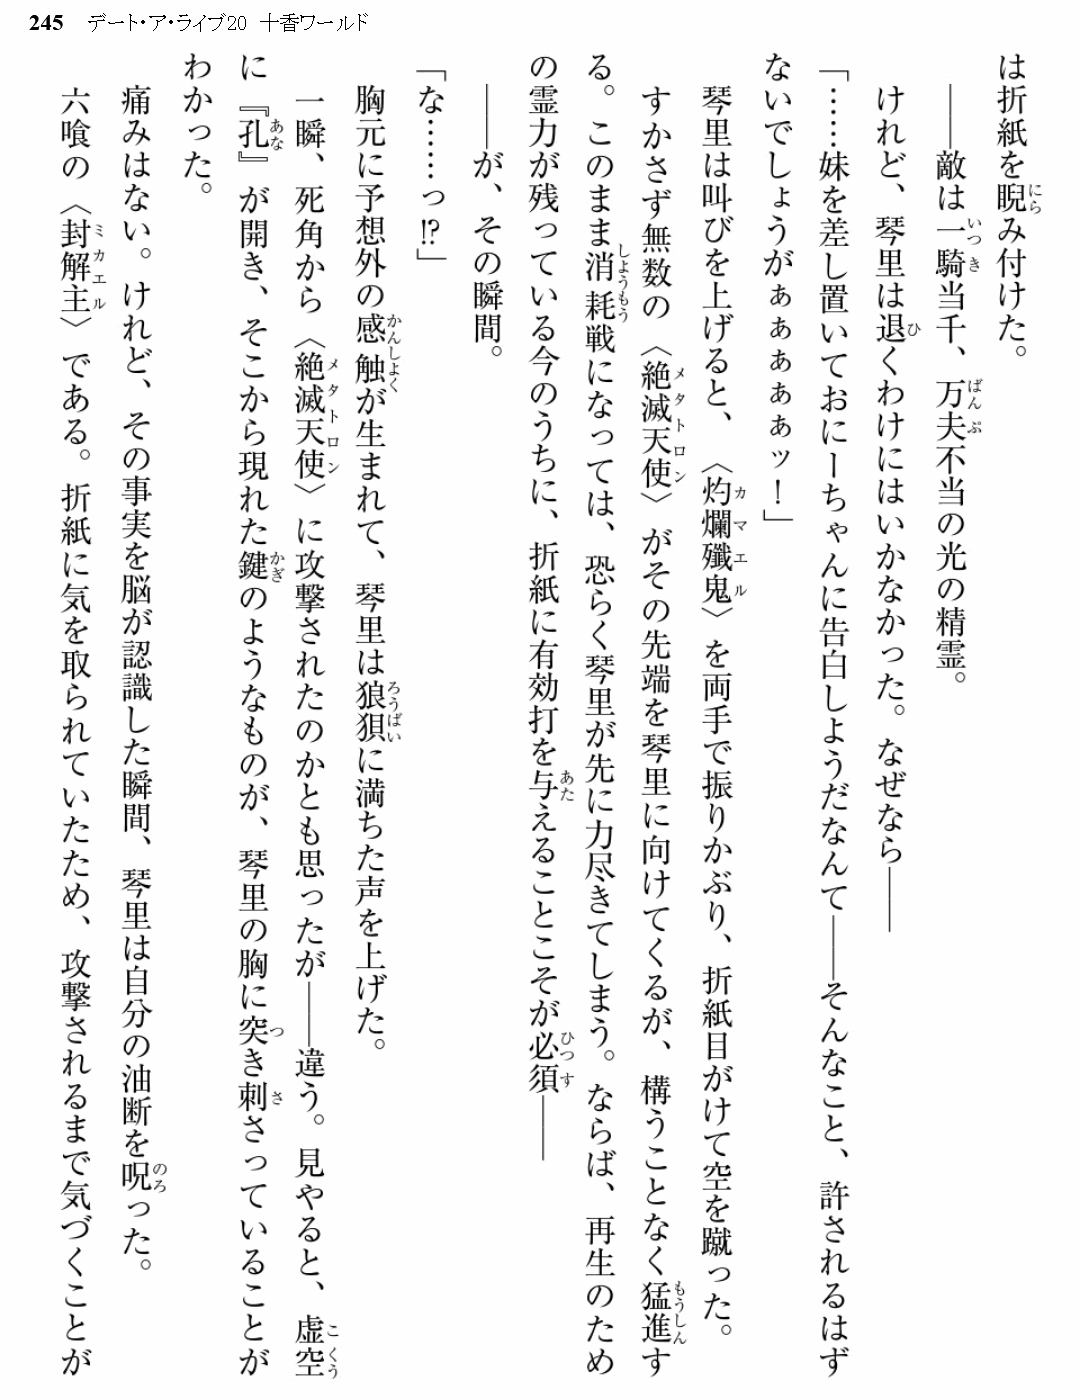 245 デート・ア・ライブ20 十香ワールド
は折紙を睨み付けた。
――敵は一騎当千、万夫不当の光の精霊。
けれど、琴里は退くわけにはいかなかった。なぜなら――
「……妹を差し置いておにーちゃんに告白しようだなんて――そんなこと、許されるはず
ないでしょうがぁぁぁぁぁッ！」
琴里は叫びを上げると、〈灼爛殲鬼〉を両手で振りかぶり、折紙目がけて空を蹴った。
すかさず無数の〈絶滅天使〉がその先端を琴里に向けてくるが、構うことなく猛進す
る。このまま消耗戦になっては、恐らく琴里が先に力尽きてしまう。ならば、再生のため
の霊力が残っている今のうちに、折紙に有効打を与えることこそが必須――
――が、その瞬間。
「な……っ!?」
胸元に予想外の感触が生まれて、琴里は狼狽に満ちた声を上げた。
一瞬、死角から〈絶滅天使〉に攻撃されたのかとも思ったが――違う。見やると、虚空
に『孔』が開き、そこから現れた鍵のようなものが、琴里の胸に突き刺さっていることが
わかった。
痛みはない。けれど、その事実を脳が認識した瞬間、琴里は自分の油断を呪った。
六喰の〈封解主〉である。折紙に気を取られていたため、攻撃されるまで気づくことが